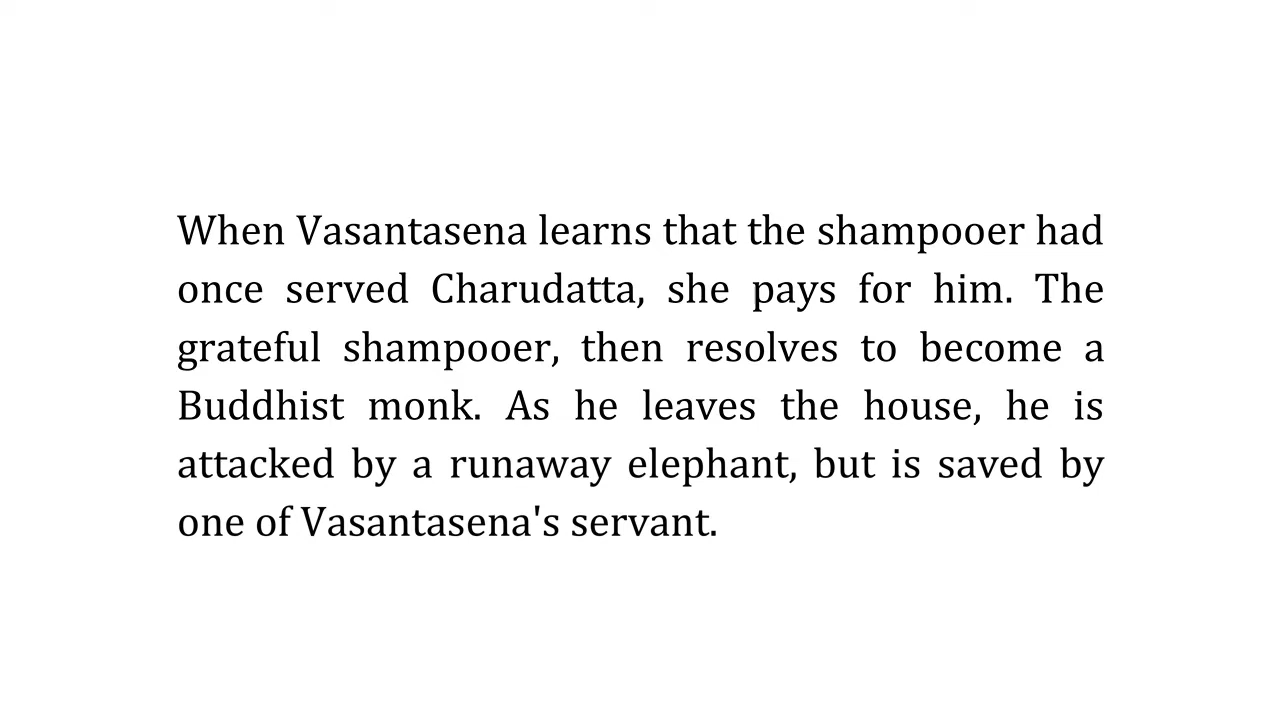 When Vasantasena learns that the shampooer had
once served Charudatta, she pays for him. The
grateful shampooer, then resolves to become a
Buddhist monk. As he leaves the house, he is
attacked by a runaway elephant, but is saved by
one of Vasantasena's servant.